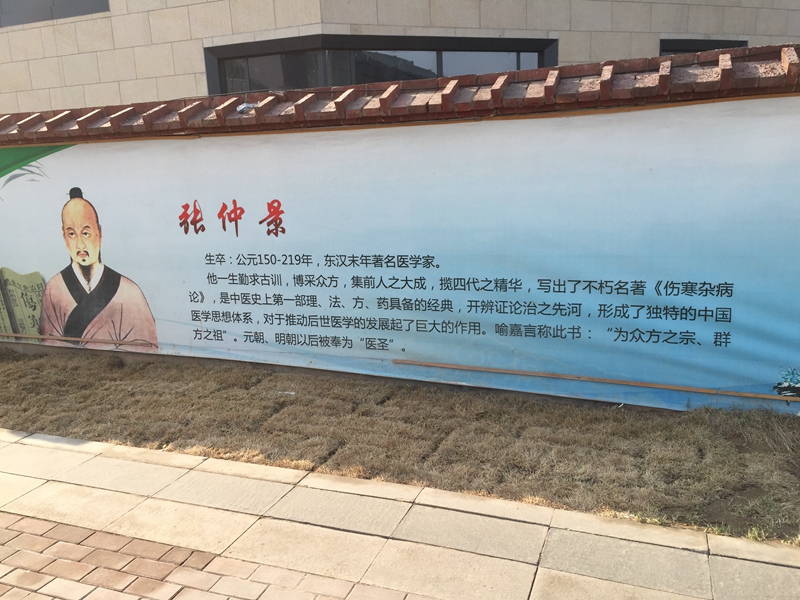 张仲景
生卒：公元150-219年，东汉末年著名医学家。
他一生勤求古训，博采众方，集前人之大成，揽四代之精华，写出了不朽名著《伤寒杂病
论》，是中医史上第一部理、法、方、药具备的经典，开辨证论治之先河，形成了独特的中国
医学思想体系，对于推动后世医学的发展起了巨大的作用。喻嘉言称此书：“为众方之宗、群
方之祖”。元朝、明朝以后被奉为“医圣”。